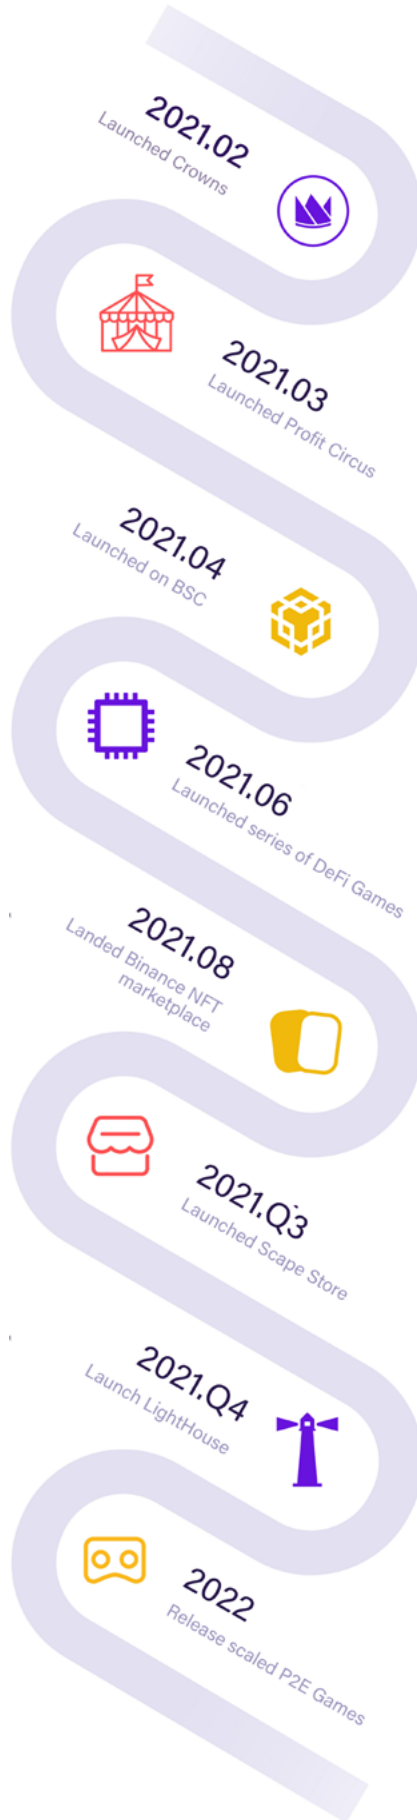 2021.02
Launched Crowns
2021.03
Launched Profit Circus
2021.04
Launched on BSC
2021.06
Launched series of DeFi Games
2021.08
Landed Binance NFT
marketplace
2021.Q3
Launched Scape Store
2021.Q4
Launch LightHouse
2022
Release scaled P2E Games